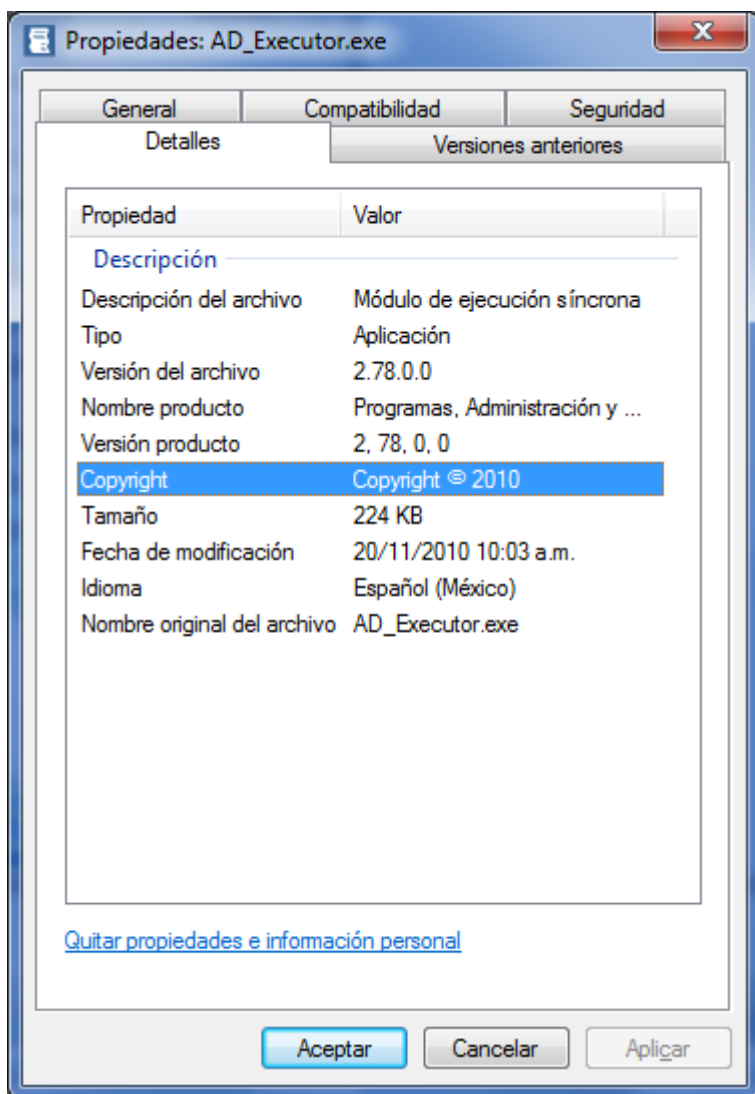 Propiedades: AD_Executor.exe
General Compatibilidad Seguridad
Detalles Versiones anteriores
Propiedad Valor
Descripción
Descripción del archivo Módulo de ejecución síncrona
Tipo Aplicación
Versión del archivo 2.78.0.0
Nombre producto Programas, Administración y ...
Versión producto 2, 78, 0, 0
Copyright Copyright © 2010
Tamaño 224 KB
Fecha de modificación 20/11/2010 10:03 a.m.
Idioma Español (México)
Nombre original del archivo AD_Executor.exe
Quitar propiedades e información personal
Aceptar Cancelar Aplicar